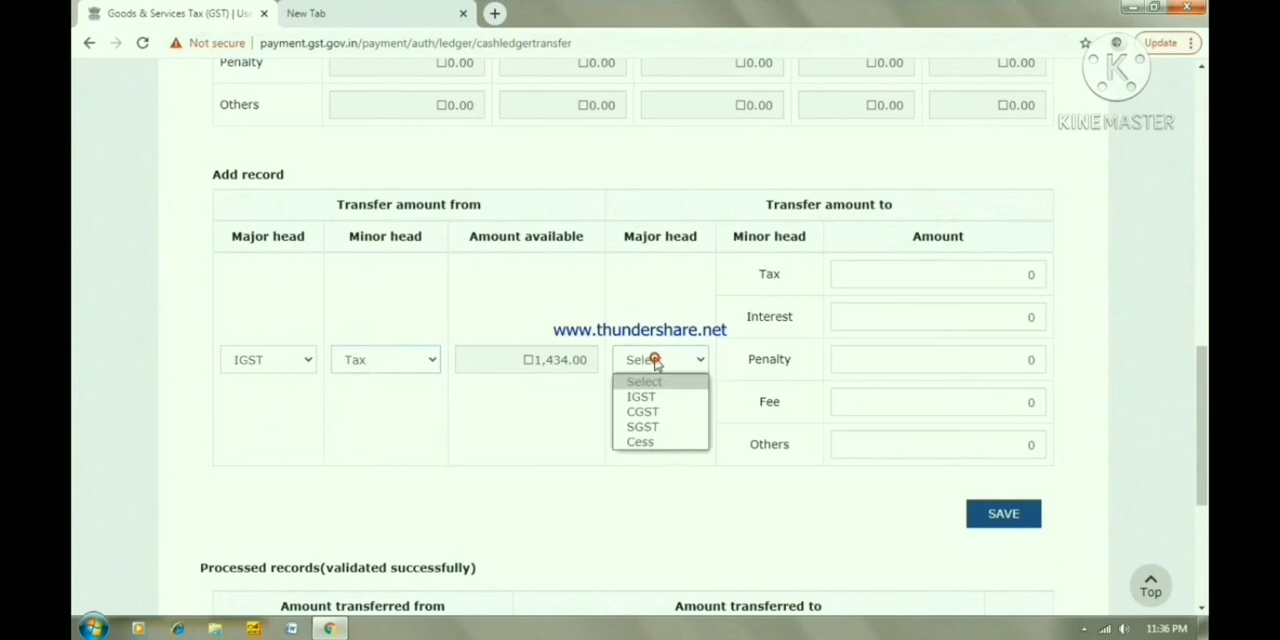 Goods & Services Tax (GST) | Use
New Tab
Not secure
payment.gst.gov.in/payment/auth/ledger/cashledgertransfer
Update
K
KINEMASTER
Penalty ☐0.00 ☐0.00 ☐0.00 ☐0.00 ☐0.00
Others ☐0.00 ☐0.00 ☐0.00 ☐0.00 ☐0.00
Add record
Transfer amount from Transfer amount to
Major head Minor head Amount available Major head Minor head Amount
Tax 0
Interest 0
www.thundershare.net
IGST Tax ☐1,434.00 Select Penalty 0
Select
IGST
CGST
Fee 0
SGST
Cess
Others 0
SAVE
Processed records(validated successfully)
Top
Amount transferred from Amount transferred to
11:36 PM